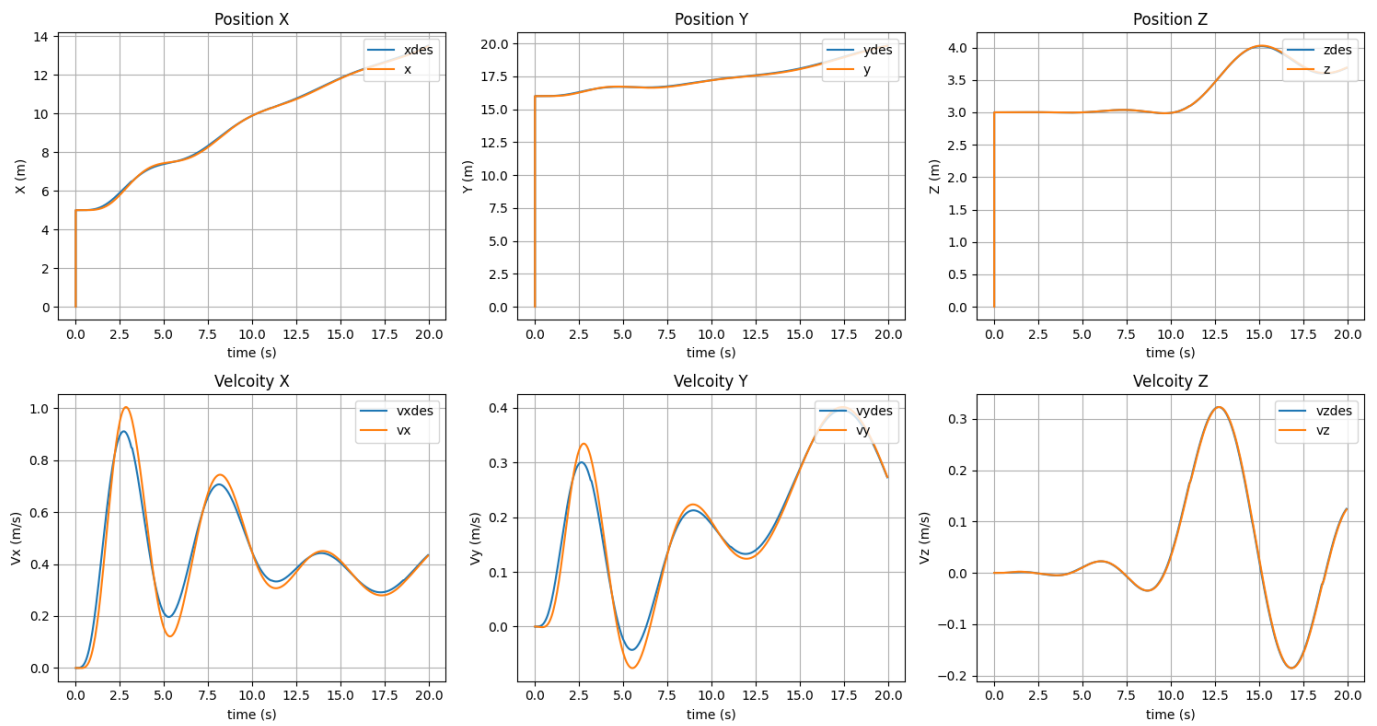 Position X
14
12
10
8
6
4
2
0
X (m)
xdes
x
0.0 2.5 5.0 7.5 10.0 12.5 15.0 17.5 20.0
time (s)
Position Y
20.0
17.5
15.0
12.5
10.0
7.5
5.0
2.5
0.0
Y (m)
ydes
y
0.0 2.5 5.0 7.5 10.0 12.5 15.0 17.5 20.0
time (s)
Position Z
4.0
3.5
3.0
2.5
2.0
1.5
1.0
0.5
0.0
Z (m)
zdes
z
0.0 2.5 5.0 7.5 10.0 12.5 15.0 17.5 20.0
time (s)
Velcoity X
1.0
0.8
0.6
0.4
0.2
0.0
Vx (m/s)
vxdes
vx
0.0 2.5 5.0 7.5 10.0 12.5 15.0 17.5 20.0
time (s)
Velcoity Y
0.4
0.3
0.2
0.1
0.0
Vy (m/s)
vydes
vy
0.0 2.5 5.0 7.5 10.0 12.5 15.0 17.5 20.0
time (s)
Velcoity Z
0.3
0.2
0.1
0.0
−0.1
−0.2
Vz (m/s)
vzdes
vz
0.0 2.5 5.0 7.5 10.0 12.5 15.0 17.5 20.0
time (s)